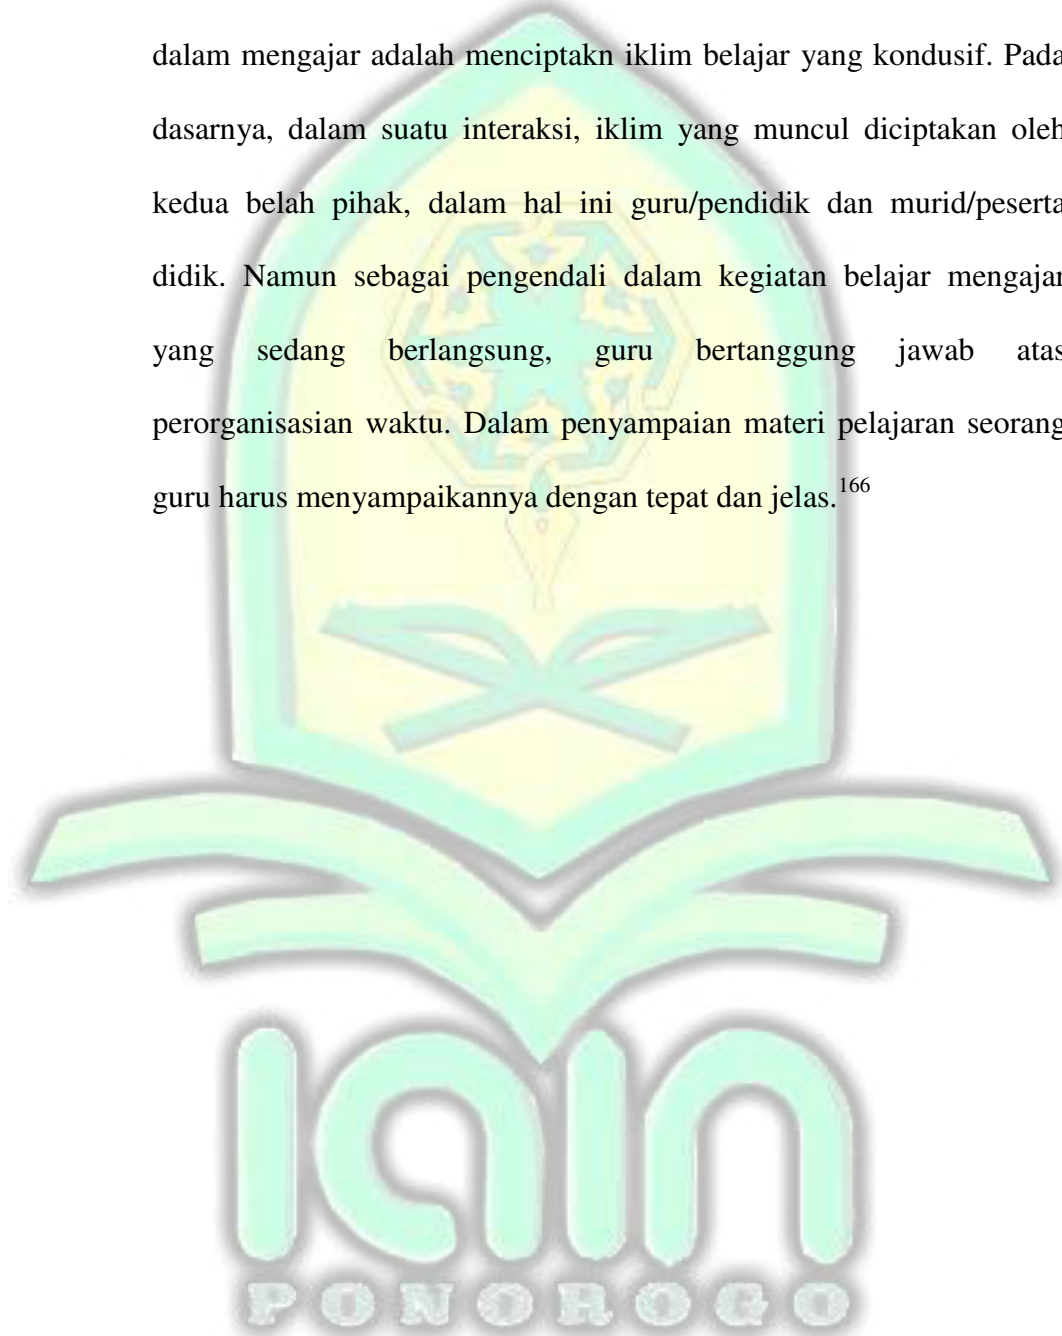 dalam mengajar adalah menciptakn iklim belajar yang kondusif. Pada
dasarnya, dalam suatu interaksi, iklim yang muncul diciptakan oleh
kedua belah pihak, dalam hal ini guru/pendidik dan murid/peserta
didik. Namun sebagai pengendali dalam kegiatan belajar mengajar
yang sedang berlangsung, guru bertanggung jawab atas
perorganisasian waktu. Dalam penyampaian materi pelajaran seorang
guru harus menyampaikannya dengan tepat dan jelas.166
iain
PONOROGO